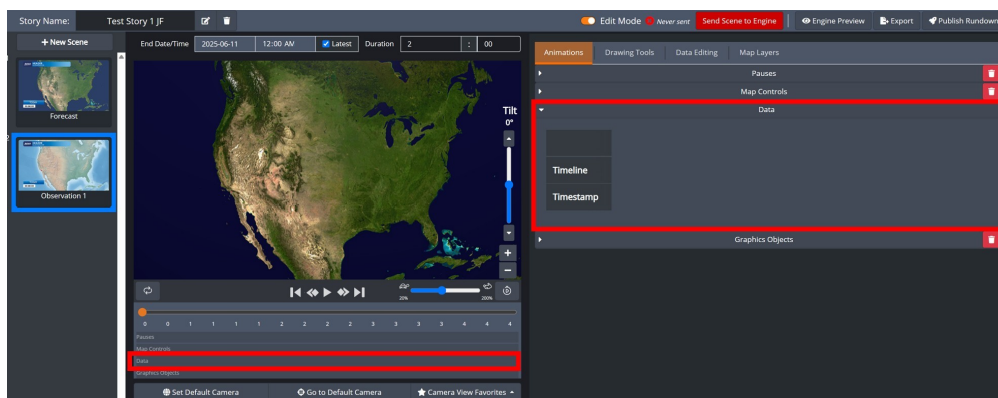 Story Name: Test Story 1 JF
Edit Mode Never sent Send Scene to Engine Engine Preview Export Publish Rundown
+ New Scene
Forecast
2
Observation 1
End Date/Time 2025-06-11 12:00 AM Latest Duration 2 : 00
Tilt
0°
+
−
20% 200%
0 0 1 1 1 1 2 2 2 2 3 3 3 3 4 4 4
Pauses
Map Controls
Data
Graphics Objects
Set Default Camera Go to Default Camera Camera View Favorites
Animations Drawing Tools Data Editing Map Layers
Pauses
Map Controls
Data
Timeline
Timestamp
Graphics Objects